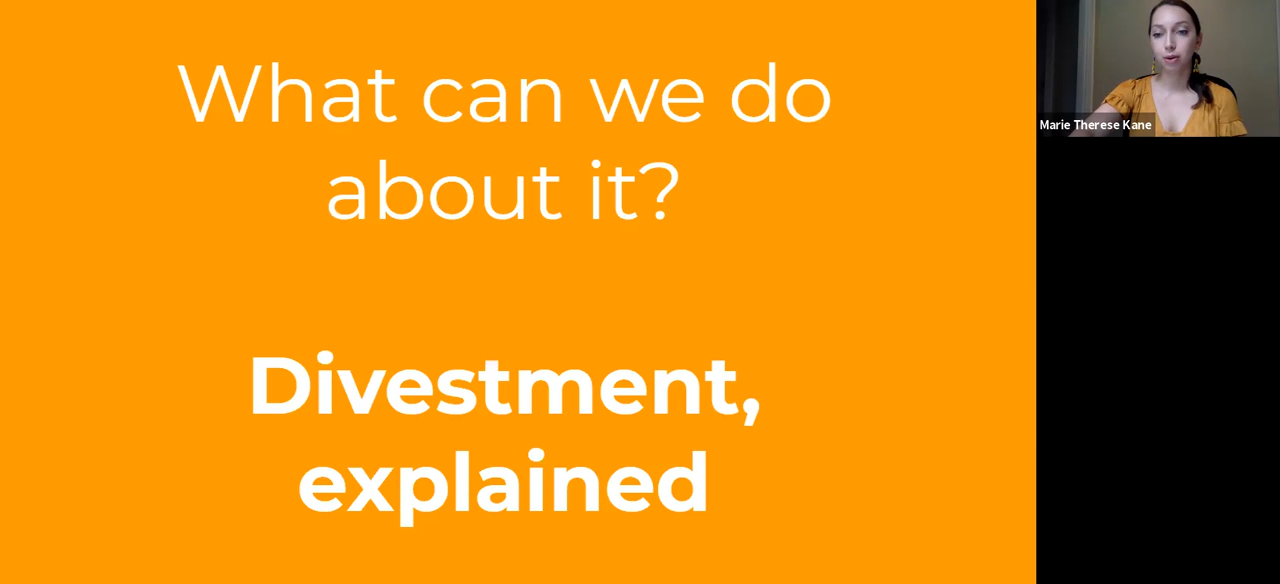 What can we do
about it?
Divestment,
explained
Marie Therese Kane